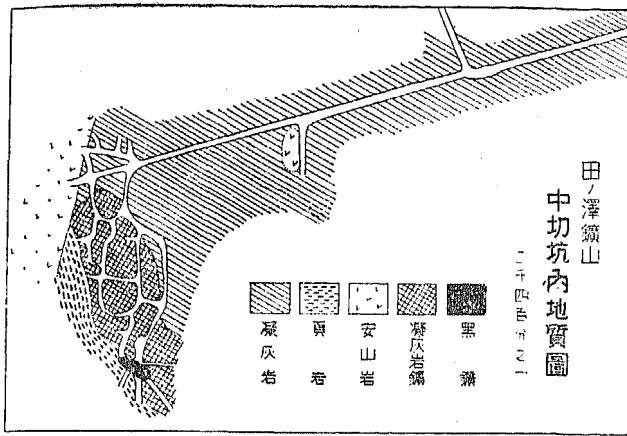 田ノ澤鑛山
中切坑內地質圖
二千四百分之一
黑鑛
凝灰岩鑛
安山岩
頁岩
凝灰岩